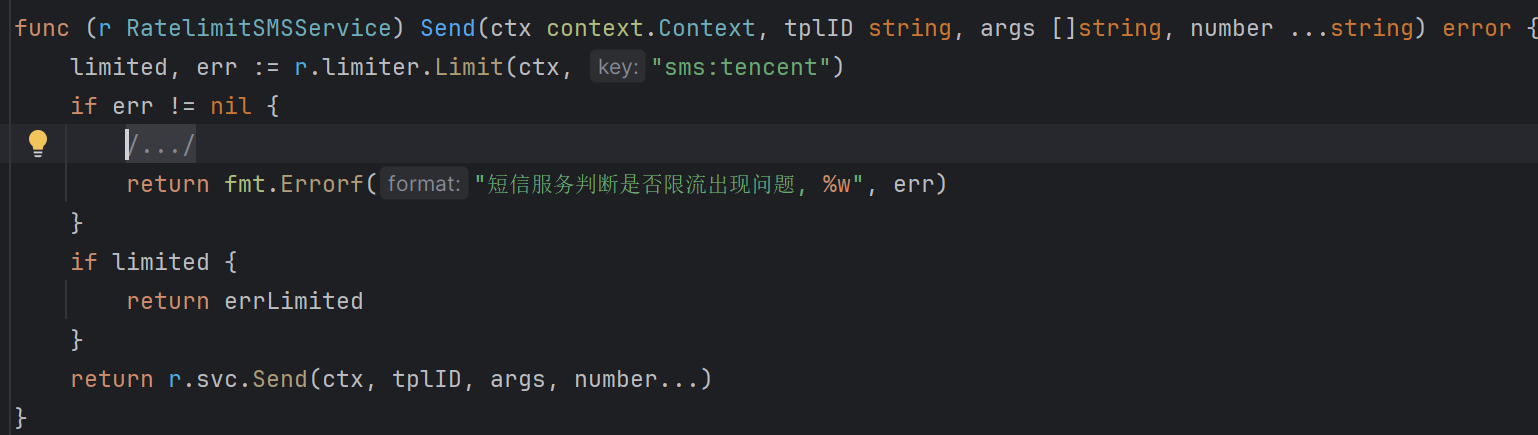 func (r RatelimitSMSService) Send(ctx context.Context, tplID string, args []string, number ...string) error {
    limited, err := r.limiter.Limit(ctx, key: "sms:tencent")
    if err != nil {
        /.../
        return fmt.Errorf( format: "短信服务判断是否限流出现问题, %w", err)
    }
    if limited {
        return errLimited
    }
    return r.svc.Send(ctx, tplID, args, number...)
}